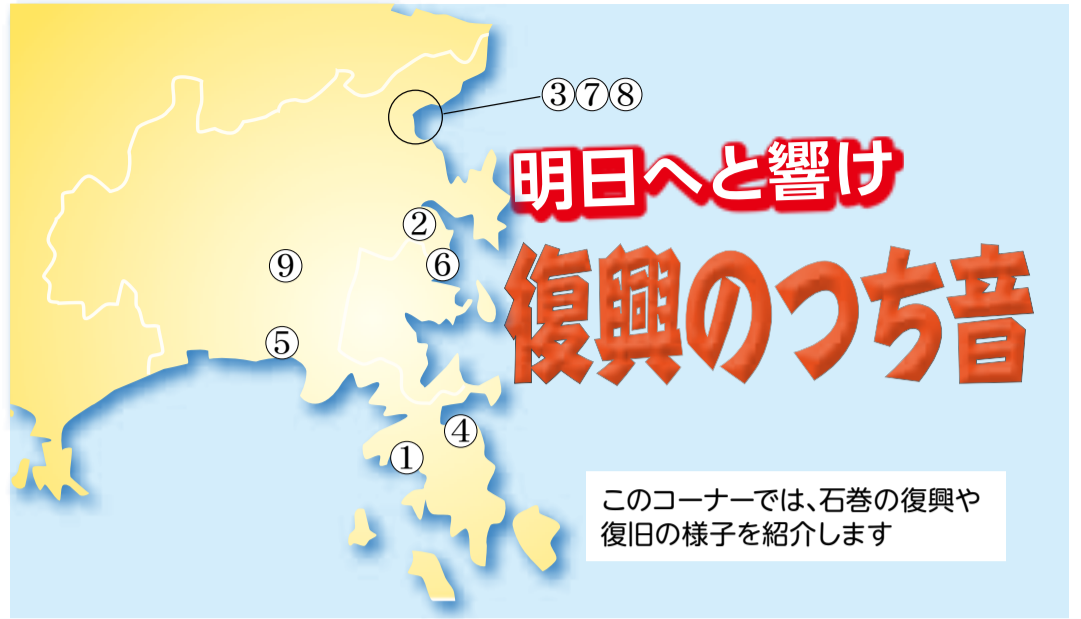 ③⑦⑧
明日へと響け
②
⑥
⑨
復興のつち音
⑤
④
①
このコーナーでは、石巻の復興や
復旧の様子を紹介します